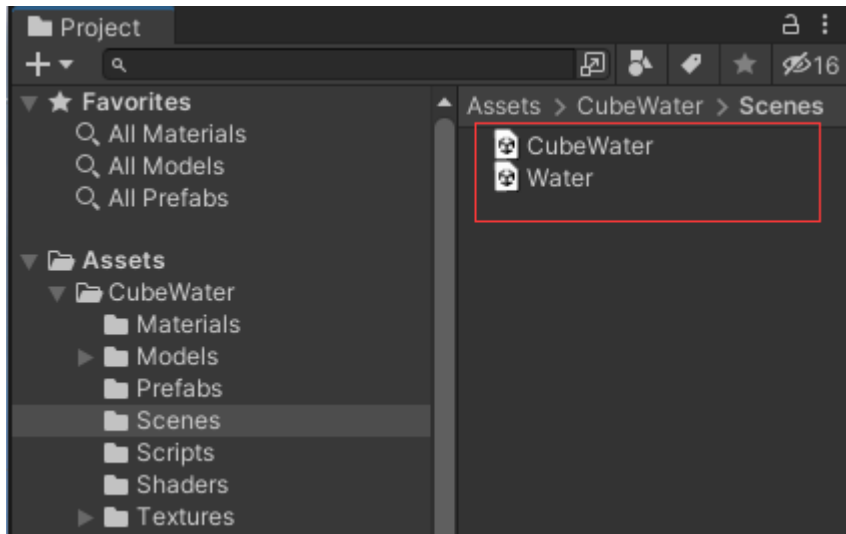 Project
16
Favorites
All Materials
All Models
All Prefabs
Assets
CubeWater
Materials
Models
Prefabs
Scenes
Scripts
Shaders
Textures
Assets > CubeWater > Scenes
CubeWater
Water